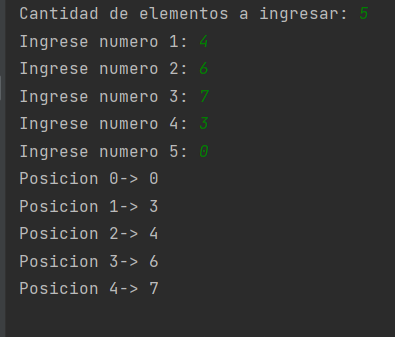 Cantidad de elementos a ingresar: 5
Ingrese numero 1: 4
Ingrese numero 2: 6
Ingrese numero 3: 7
Ingrese numero 4: 3
Ingrese numero 5: 0
Posicion 0-> 0
Posicion 1-> 3
Posicion 2-> 4
Posicion 3-> 6
Posicion 4-> 7